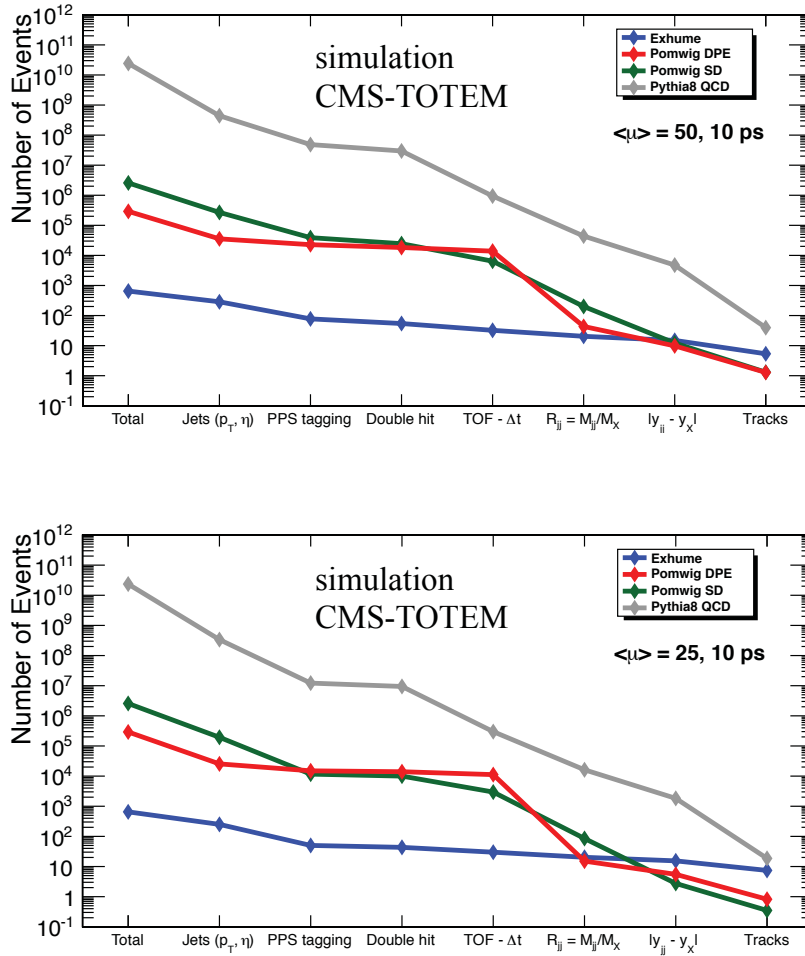 10^12
10^11
10^10
10^9
10^8
10^7
10^6
10^5
10^4
10^3
10^2
10
1
10^-1
Number of Events
simulation
CMS-TOTEM
Exhume
Pomwig DPE
Pomwig SD
Pythia8 QCD
<μ> = 50, 10 ps
Total Jets (p_T, η) PPS tagging Double hit TOF - Δt R_jj = M_jj/M_X |y_jj - y_X| Tracks
10^12
10^11
10^10
10^9
10^8
10^7
10^6
10^5
10^4
10^3
10^2
10
1
10^-1
Number of Events
simulation
CMS-TOTEM
Exhume
Pomwig DPE
Pomwig SD
Pythia8 QCD
<μ> = 25, 10 ps
Total Jets (p_T, η) PPS tagging Double hit TOF - Δt R_jj = M_jj/M_X |y_jj - y_X| Tracks